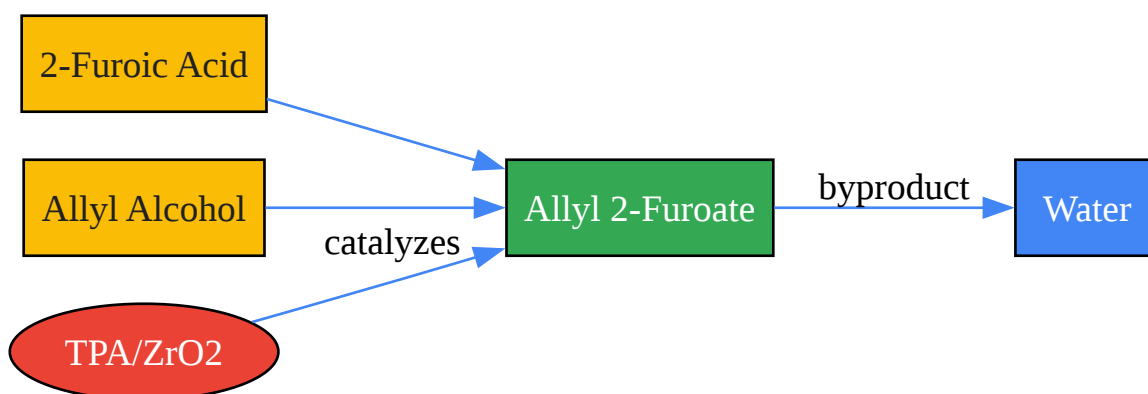 2-Furoic Acid
Allyl Alcohol
catalyzes
TPA/ZrO2
Allyl 2-Furoate
byproduct
Water